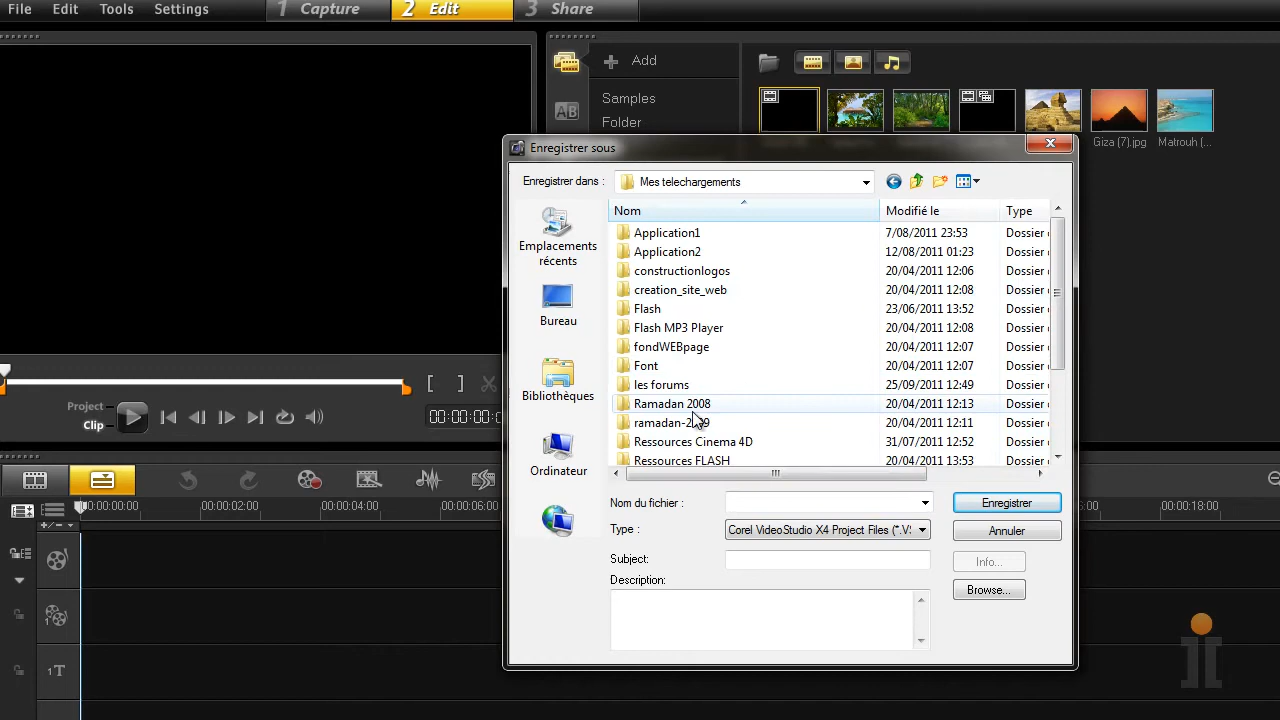 File Edit Tools Settings 1 Capture 2 Edit 3 Share
Add
Samples
Folder
AB
Giza (7).jpg Matrouh (...
Enregistrer sous
Enregistrer dans : Mes telechargements
Nom Modifié le Type
Application1 7/08/2011 23:53 Dossier
Application2 12/08/2011 01:23 Dossier
constructionlogos 20/04/2011 12:06 Dossier
creation_site_web 20/04/2011 12:08 Dossier
Flash 23/06/2011 13:52 Dossier
Flash MP3 Player 20/04/2011 12:08 Dossier
fondWEBpage 20/04/2011 12:07 Dossier
Font 20/04/2011 12:07 Dossier
les forums 25/09/2011 12:49 Dossier
Ramadan 2008 20/04/2011 12:13 Dossier
ramadan-2009 20/04/2011 12:11 Dossier
Ressources Cinema 4D 31/07/2011 12:52 Dossier
Ressources FLASH 20/04/2011 13:53 Dossier
Emplacements
récents
Bureau
Bibliothèques
Ordinateur
Nom du fichier : Enregistrer
Type : Corel VideoStudio X4 Project Files (*.VS Annuler
Subject: Info...
Description: Browse...
Project
Clip
00:00:00:0
00:00:00:00 00:00:02:00 00:00:04:00 00:00:06:00 00:00:18:00
1T